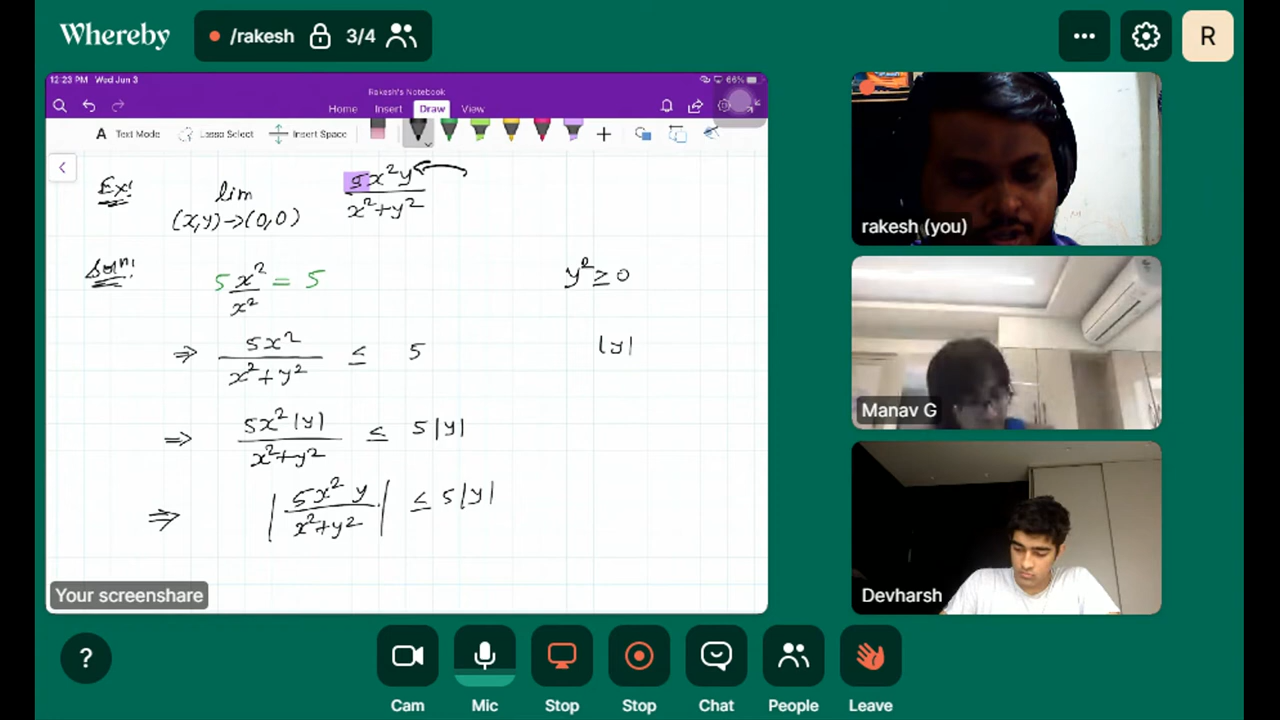 Whereby
/rakesh 3/4
R
12:23 PM Wed Jun 3
66%
Rakesh's Notebook
Home Insert Draw View
A Text Mode Lasso Select Insert Space
Ex! lim (x,y)→(0,0) 5x²y / x²+y²
Soln! 5 x²/x² = 5 y² ≥ 0
⇒ 5x² / x²+y² ≤ 5 |y|
⇒ 5x²|y| / x²+y² ≤ 5|y|
⇒ | 5x² y / x²+y² | ≤ 5|y|
Your screenshare
rakesh (you)
Manav G
Devharsh
?
Cam Mic Stop Stop Chat People Leave